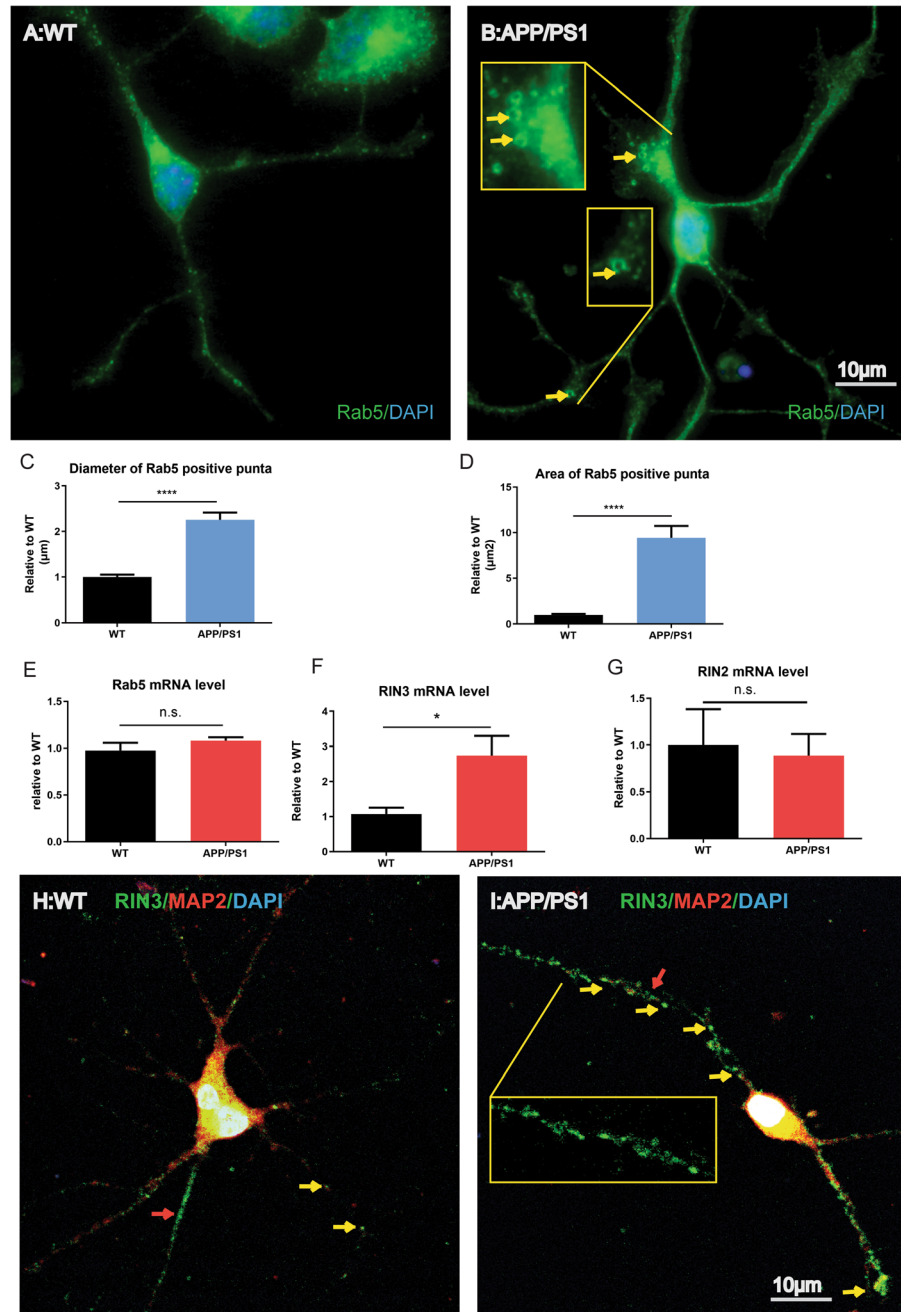 A:WT
Rab5/DAPI
B:APP/PS1
10µm
Rab5/DAPI
C
Diameter of Rab5 positive punta
Relative to WT
(µm)
3
2
1
0
****
WT
APP/PS1
D
Area of Rab5 positive punta
Relative to WT
(µm2)
15
10
5
0
****
WT
APP/PS1
E
Rab5 mRNA level
relative to WT
1.5
1.0
0.5
0.0
n.s.
WT
APP/PS1
F
RIN3 mRNA level
Relative to WT
4
3
2
1
0
*
WT
APP/PS1
G
RIN2 mRNA level
Relative to WT
1.5
1.0
0.5
0.0
n.s.
WT
APP/PS1
H:WT RIN3/MAP2/DAPI
I:APP/PS1 RIN3/MAP2/DAPI
10µm